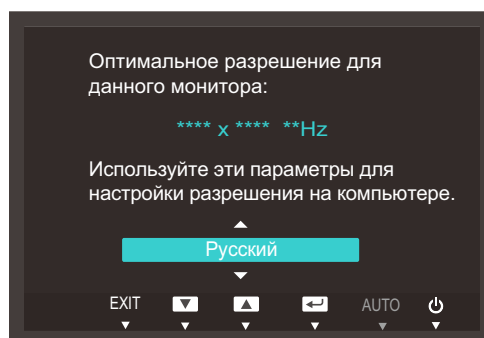 Оптимальное разрешение для
данного монитора:
**** x **** **Hz
Используйте эти параметры для
настройки разрешения на компьютере.
Русский
EXIT AUTO